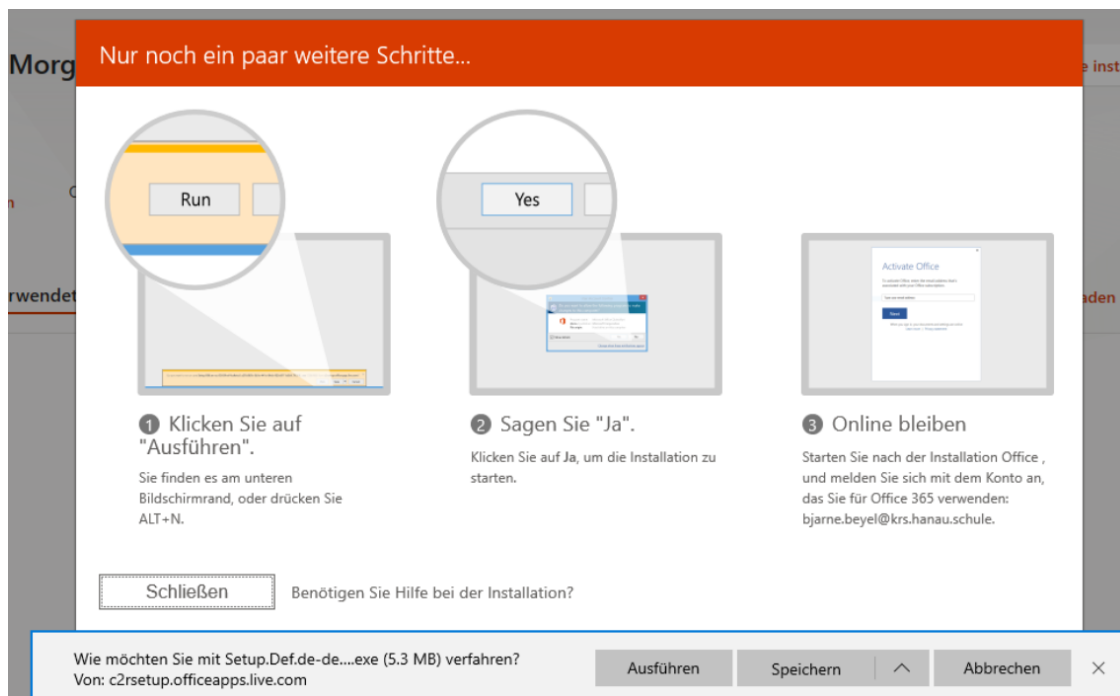 Nur noch ein paar weitere Schritte...
Morg
e inst
n
rwendet
aden
Run
Yes
Activate Office
1 Klicken Sie auf
"Ausführen".
Sie finden es am unteren
Bildschirmrand, oder drücken Sie
ALT+N.
2 Sagen Sie "Ja".
Klicken Sie auf Ja, um die Installation zu
starten.
3 Online bleiben
Starten Sie nach der Installation Office ,
und melden Sie sich mit dem Konto an,
das Sie für Office 365 verwenden:
bjarne.beyel@krs.hanau.schule.
Schließen
Benötigen Sie Hilfe bei der Installation?
Wie möchten Sie mit Setup.Def.de-de....exe (5.3 MB) verfahren?
Von: c2rsetup.officeapps.live.com
Ausführen
Speichern
Abbrechen